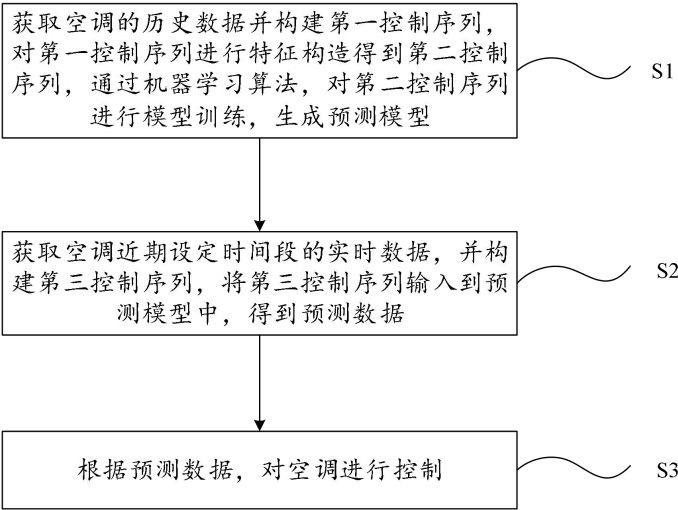 获取空调的历史数据并构建第一控制序列，
对第一控制序列进行特征构造得到第二控制
序列，通过机器学习算法，对第二控制序列
进行模型训练，生成预测模型
S1
获取空调近期设定时间段的实时数据，并构
建第三控制序列，将第三控制序列输入到预
测模型中，得到预测数据
S2
根据预测数据，对空调进行控制
S3